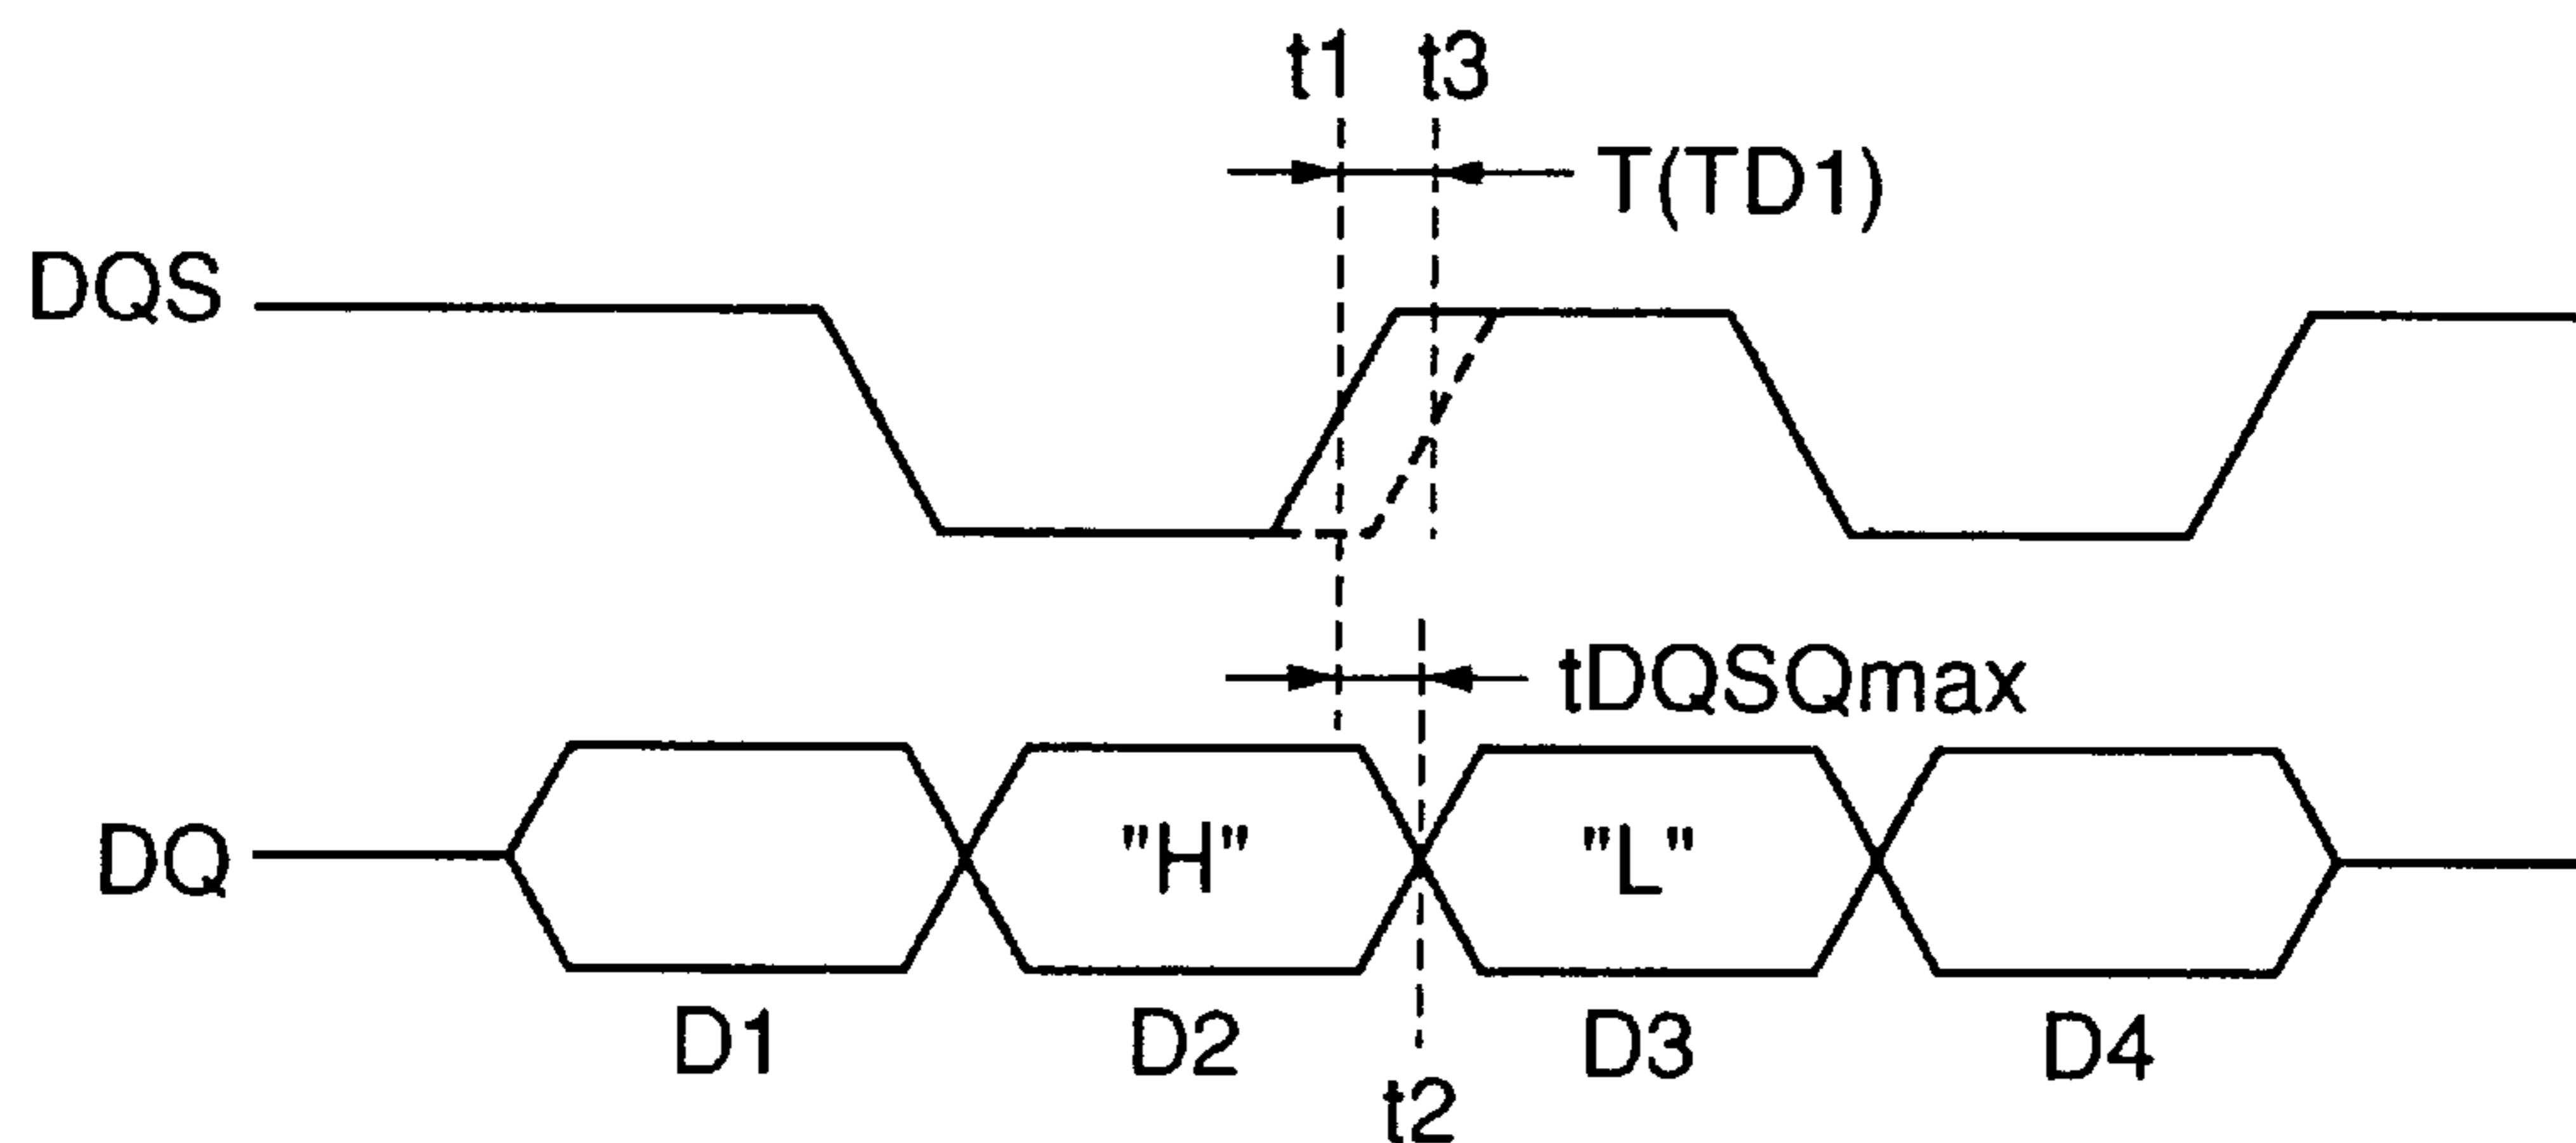 t1 t3
T(TD1)
DQS
tDQSQmax
DQ
"H" "L"
D1 D2 D3 D4
t2